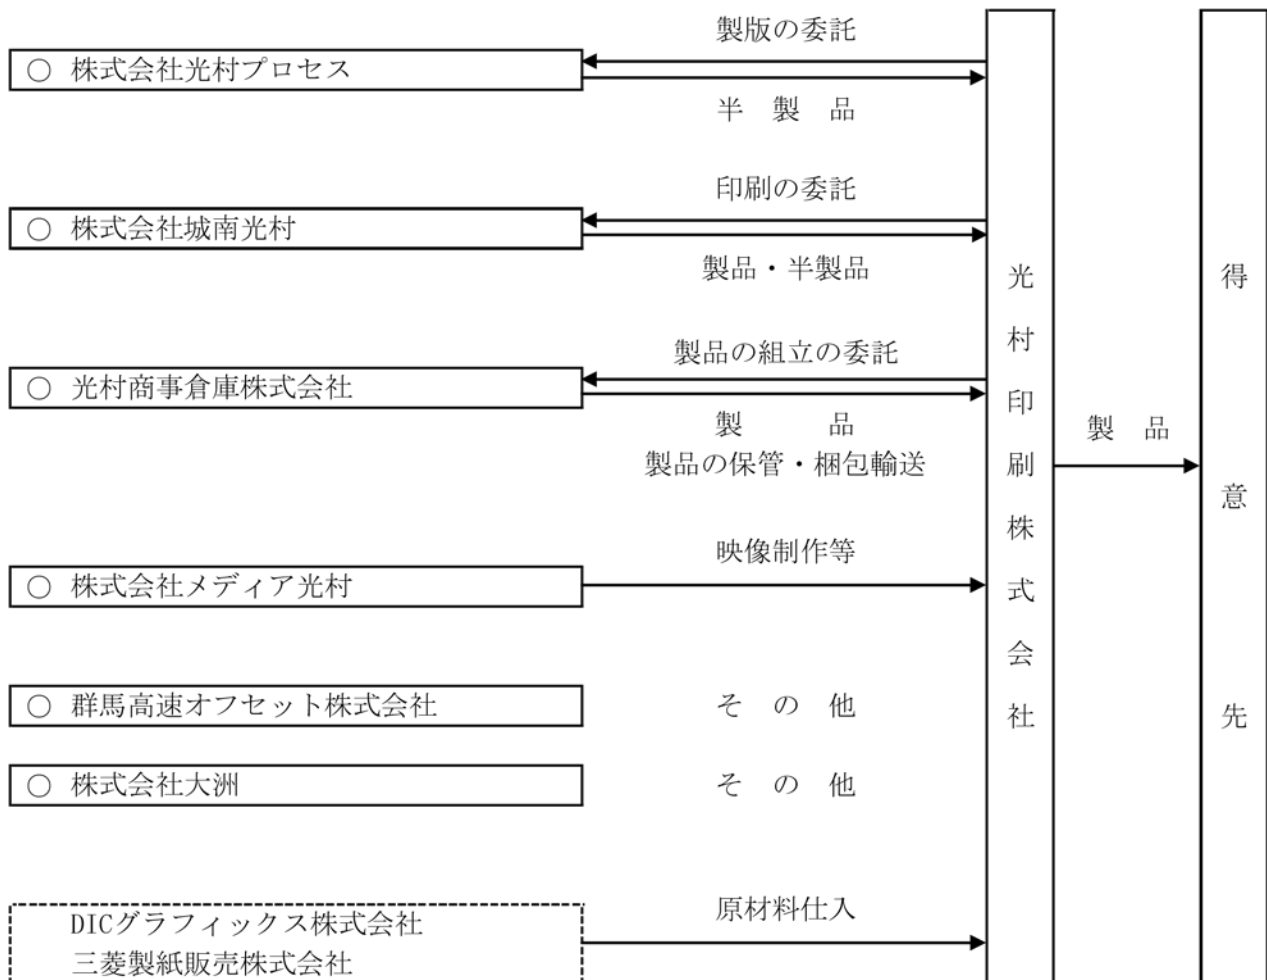 製版の委託
○ 株式会社光村プロセス
半 製 品
印刷の委託
○ 株式会社城南光村
製品・半製品
製品の組立の委託
○ 光村商事倉庫株式会社
製 品
製品の保管・梱包輸送
映像制作等
○ 株式会社メディア光村
○ 群馬高速オフセット株式会社
そ の 他
○ 株式会社大洲
そ の 他
原材料仕入
DICグラフィックス株式会社
三菱製紙販売株式会社
光村印刷株式会社
製 品
得意先